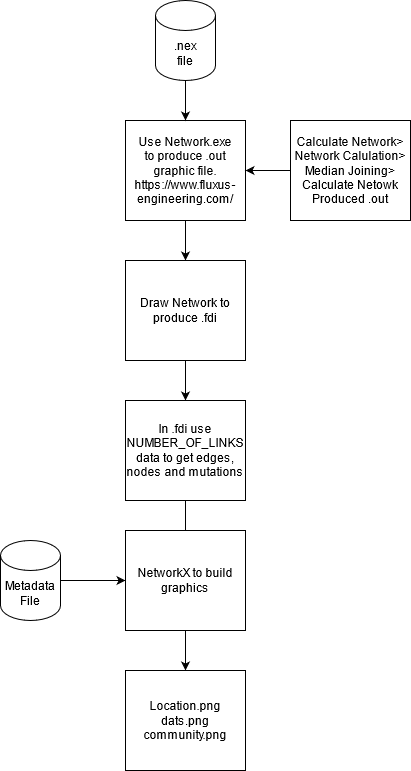 .nex
file
Use Network.exe
to produce .out
graphic file.
https://www.fluxus-
engineering.com/
Calculate Network>
Network Calulation>
Median Joining>
Calculate Netowk
Produced .out
Draw Network to
produce .fdi
In .fdi use
NUMBER_OF_LINKS
data to get edges,
nodes and mutations
Metadata
File
NetworkX to build
graphics
Location.png
dats.png
community.png